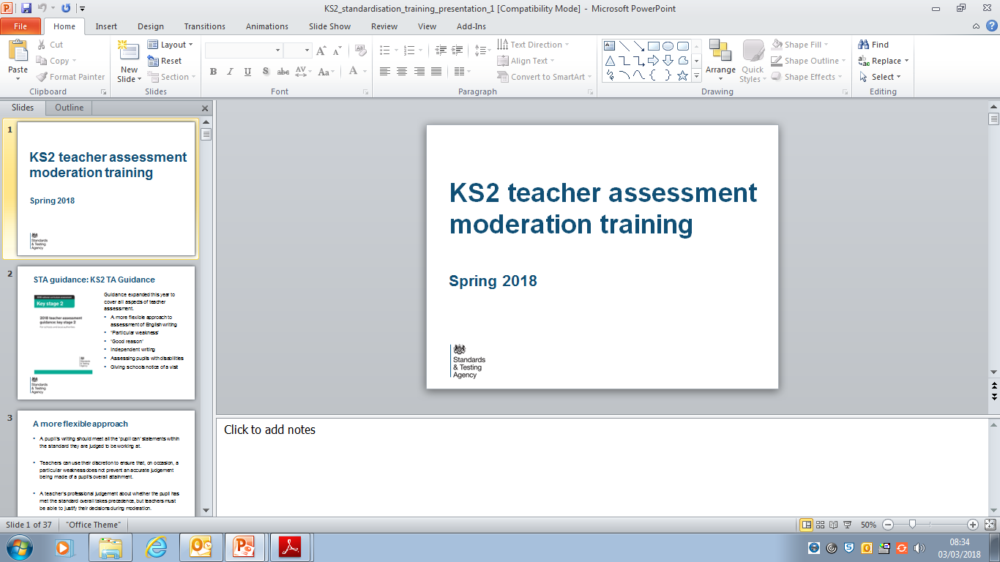 KS2_standardisation_training_presentation_1 [Compatibility Mode] - Microsoft PowerPoint
File Home Insert Design Transitions Animations Slide Show Review View Add-Ins
Paste
Cut
Copy
Format Painter
Clipboard
New Slide
Layout
Reset
Section
Slides
B I U S abc AV Aa A
Font
Text Direction
Align Text
Convert to SmartArt
Paragraph
Arrange
Quick Styles
Shape Fill
Shape Outline
Shape Effects
Drawing
Find
Replace
Select
Editing
Slides Outline
1
KS2 teacher assessment
moderation training
Spring 2018
Standards
& Testing
Agency
2
STA guidance: KS2 TA Guidance
Key stage 2
2018 teacher assessment
guidance: key stage 2
For schools and local authorities
Guidance expanded this year to
cover all aspects of teacher
assessment.
• A more flexible approach to
assessment of English writing
• 'Particular weakness'
• 'Good reason'
• Independent writing
• Assessing pupils with disabilities
• Giving schools notice of a visit
Standards
& Testing
Agency
3
A more flexible approach
• A pupil's writing should meet all the 'pupil can' statements within
the standard they are judged to be working at.
• Teachers can use their discretion to ensure that, on occasion, a
particular weakness does not prevent an accurate judgement
being made of a pupil's overall attainment.
• A teacher's professional judgement about whether the pupil has
met the standard overall takes precedence, but teachers must
be able to justify their decisions during moderation.
KS2 teacher assessment
moderation training
Spring 2018
Standards
& Testing
Agency
Click to add notes
Slide 1 of 37 "Office Theme" 50%
08:34
03/03/2018